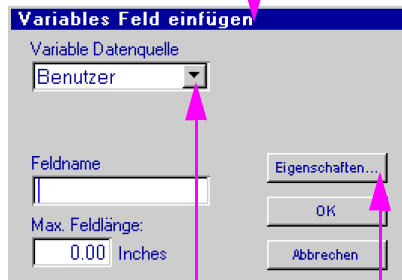 Variables Feld einfügen
Variable Datenquelle
Benutzer
Feldname
Eigenschaften...
OK
Max. Feldlänge:
0.00 Inches
Abbrechen